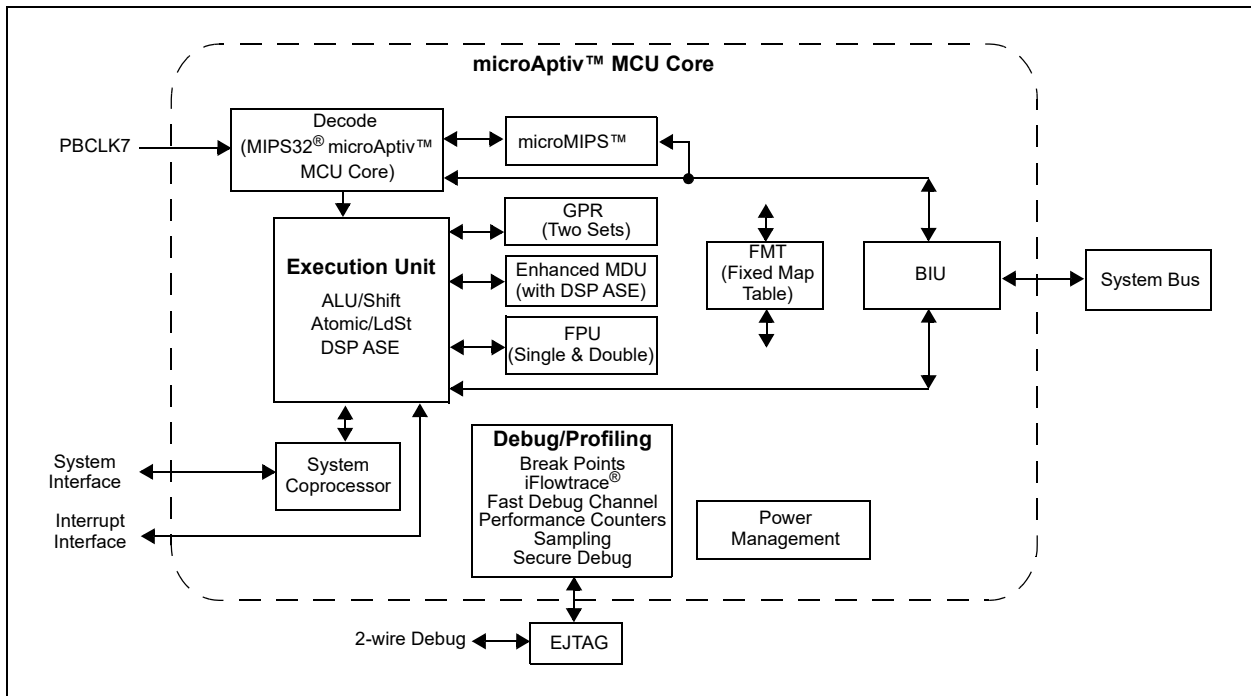 microAptiv™ MCU Core
PBCLK7
Decode
(MIPS32® microAptiv™
MCU Core)
microMIPS™
GPR
(Two Sets)
Execution Unit
ALU/Shift
Atomic/LdSt
DSP ASE
Enhanced MDU
(with DSP ASE)
FPU
(Single & Double)
FMT
(Fixed Map
Table)
BIU
System Bus
System
Interface
System
Coprocessor
Interrupt
Interface
Debug/Profiling
Break Points
iFlowtrace®
Fast Debug Channel
Performance Counters
Sampling
Secure Debug
Power
Management
2-wire Debug
EJTAG